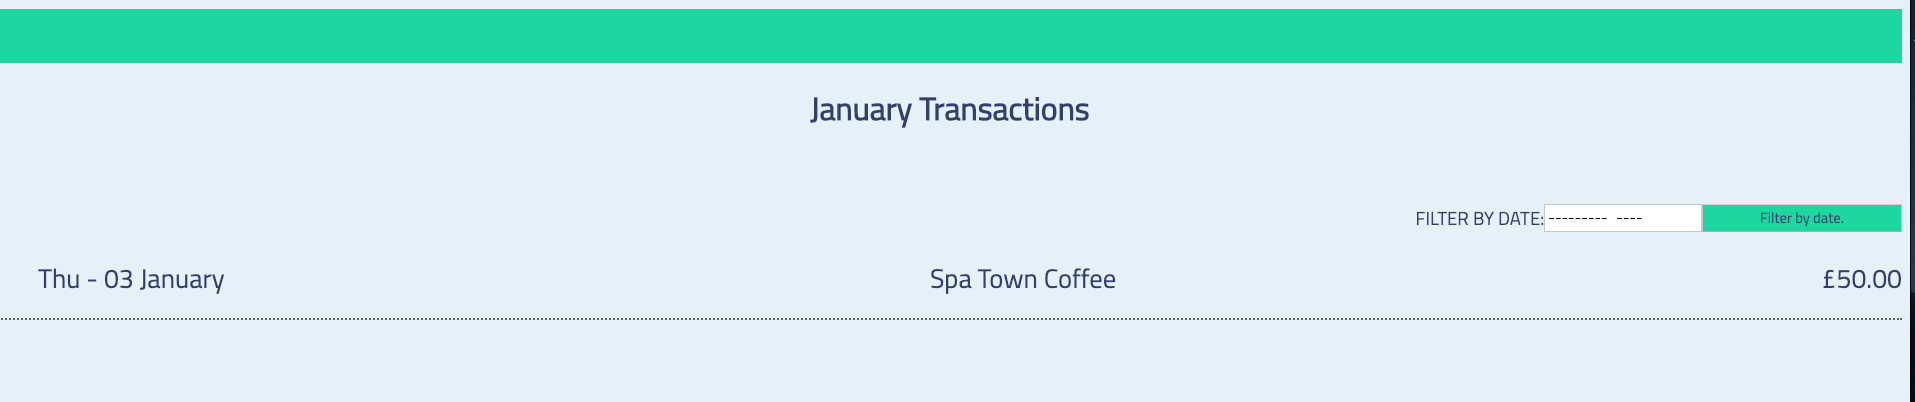 January Transactions
FILTER BY DATE: --------- ---- Filter by date.
Thu - 03 January Spa Town Coffee £50.00